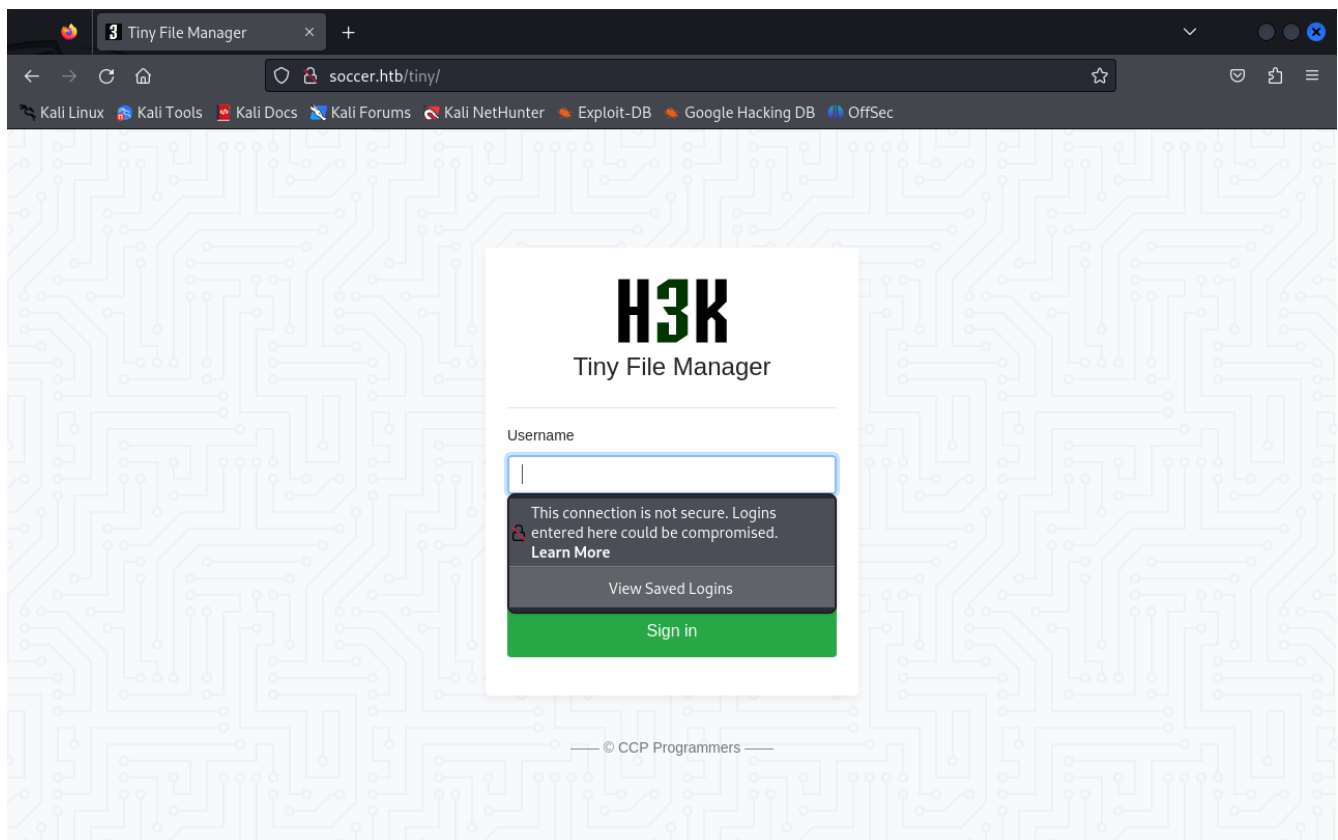 Tiny File Manager
soccer.htb/tiny/
Kali Linux Kali Tools Kali Docs Kali Forums Kali NetHunter Exploit-DB Google Hacking DB OffSec
H3K
Tiny File Manager
Username
This connection is not secure. Logins
entered here could be compromised.
Learn More
View Saved Logins
Sign in
—— © CCP Programmers ——